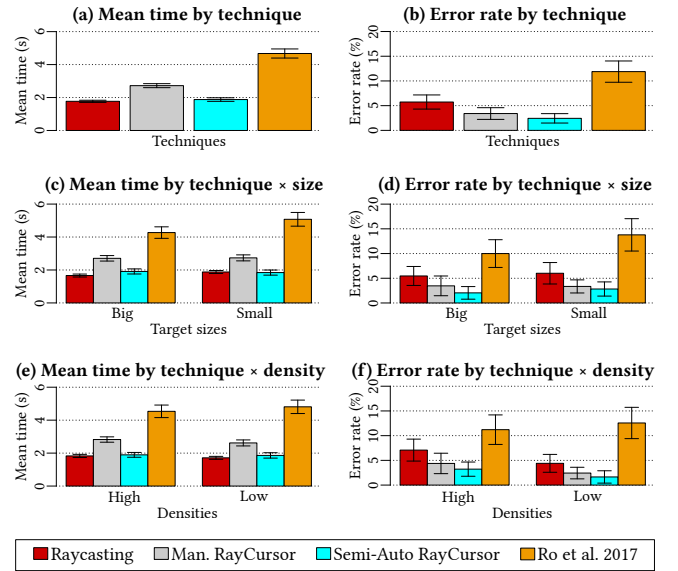 (a) Mean time by technique
Mean time (s)
0 2 4 6
Techniques
(b) Error rate by technique
Error rate (%)
0 5 10 15 20
Techniques
(c) Mean time by technique × size
Mean time (s)
0 2 4 6
Big Small
Target sizes
(d) Error rate by technique × size
Error rate (%)
0 5 10 15 20
Big Small
Target sizes
(e) Mean time by technique × density
Mean time (s)
0 2 4 6
High Low
Densities
(f) Error rate by technique × density
Error rate (%)
0 5 10 15 20
High Low
Densities
Raycasting Man. RayCursor Semi-Auto RayCursor Ro et al. 2017